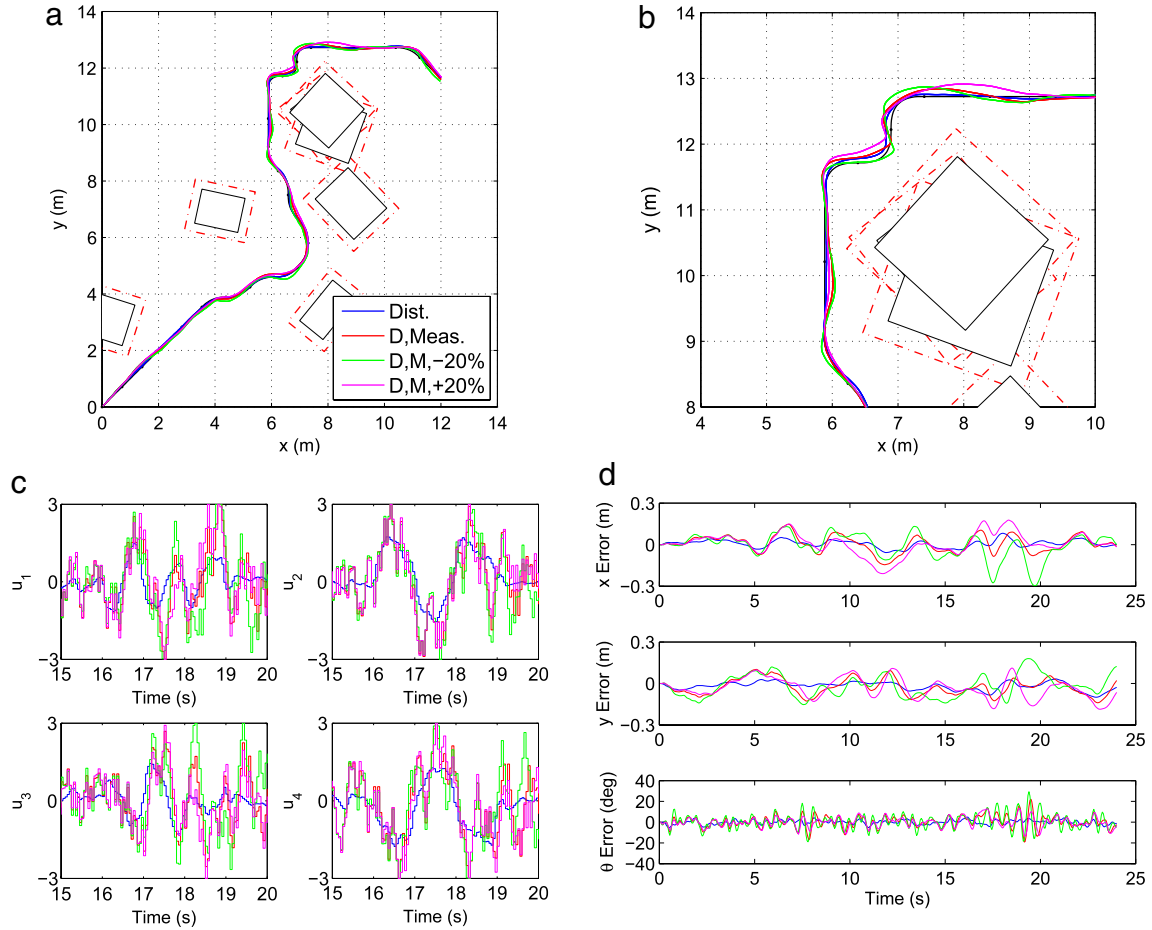 a
14
12
10
8
6
4
2
0
y (m)
0 2 4 6 8 10 12 14
x (m)
Dist.
D,Meas.
D,M,−20%
D,M,+20%
b
14
13
12
11
10
9
8
y (m)
4 5 6 7 8 9 10
x (m)
c
3
0
−3
u1
15 16 17 18 19 20
Time (s)
3
0
−3
u2
15 16 17 18 19 20
Time (s)
3
0
−3
u3
15 16 17 18 19 20
Time (s)
3
0
−3
u4
15 16 17 18 19 20
Time (s)
d
0.3
0
−0.3
x Error (m)
0 5 10 15 20 25
0.3
0
−0.3
y Error (m)
0 5 10 15 20 25
40
20
0
−20
−40
θ Error (deg)
0 5 10 15 20 25
Time (s)